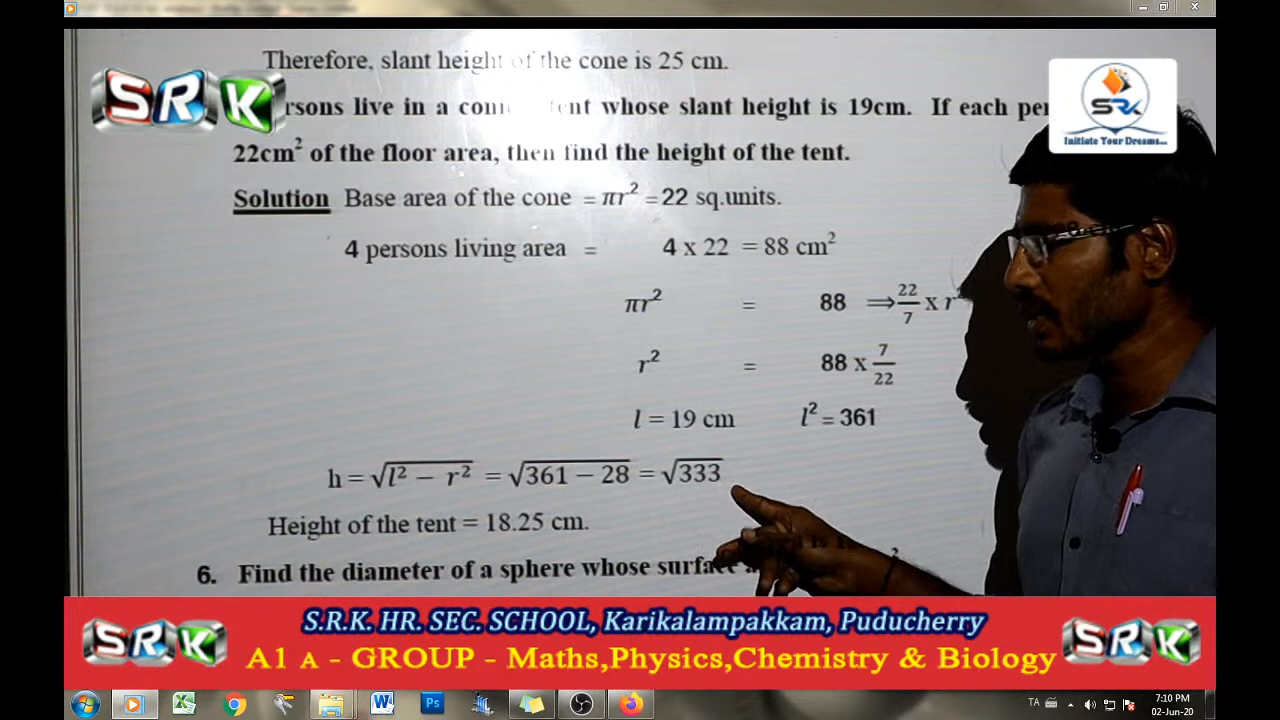 Therefore, slant height of the cone is 25 cm.
SRK
rsons live in a con tent whose slant height is 19cm. If each per
22cm² of the floor area, then find the height of the tent.
SRK
Initiate Your Dreams...
Solution Base area of the cone = πr² = 22 sq.units.
4 persons living area = 4 x 22 = 88 cm²
πr² = 88 ⟹ 22/7 x r
r² = 88 x 7/22
l = 19 cm l² = 361
h = √l² − r² = √361 − 28 = √333
Height of the tent = 18.25 cm.
6. Find the diameter of a sphere whose surface
SRK
S.R.K. HR. SEC. SCHOOL, Karikalampakkam, Puducherry
A1 A - GROUP - Maths,Physics,Chemistry & Biology
SRK
TA
7:10 PM
02-Jun-20